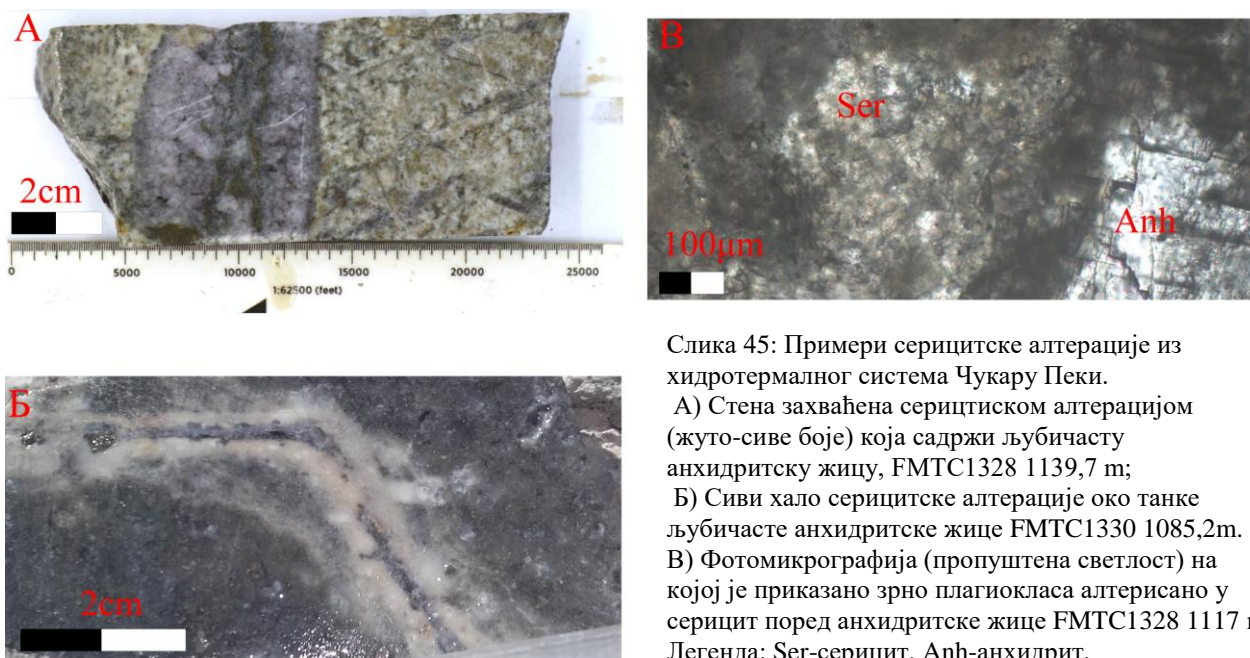 А
2cm
0 5000 10000 15000 20000 25000
1:62500 (feet)
В
Ser
Anh
100μm
Б
2cm
Слика 45: Примери серицитске алтерације из
хидротермалног система Чукару Пеки.
А) Стена захваћена серицтиском алтерацијом
(жуто-сиве боје) која садржи љубичасту
анхидритску жицу, FMTC1328 1139,7 m;
Б) Сиви хало серицитске алтерације око танке
љубичасте анхидритске жице FMTC1330 1085,2m.
В) Фотомикрографија (пропуштена светлост) на
којој је приказано зрно плагиокласа алтерисано у
серицит поред анхидритске жице FMTC1328 1117
Легенда: Ser-серицит, Anh-анхидрит.